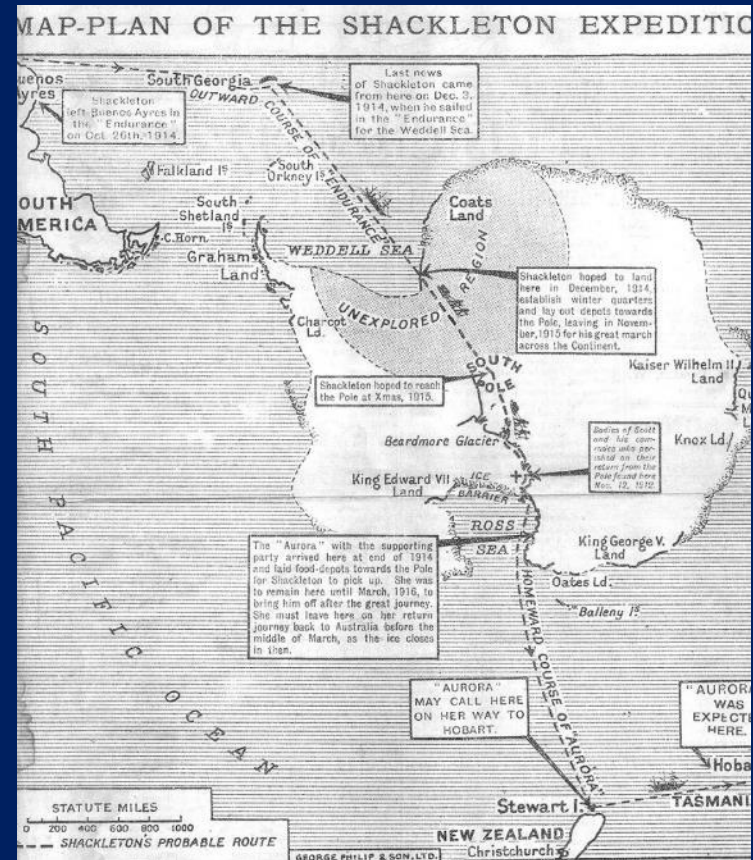 MAP-PLAN OF THE SHACKLETON EXPEDITIO
uenos
Ayres
Shackleton
left Buenos Ayres in
the "Endurance"
on Oct. 26th, 1914.
South Georgia
OUTWARD COURSE OF "ENDURANCE"
Last news
of Shackleton came
from here on Dec. 3,
1914, when he sailed
in the "Endurance"
for the Weddell Sea.
Falkland Is
South
Orkney Is
OUTH
MERICA
C. Horn
South
Shetland
Is
Graham
Land
WEDDELL SEA
Coats
Land
UNEXPLORED REGION
Charcot
Ld.
Shackleton hoped to land
here in December, 1914,
establish winter quarters
and lay out depots towards
the Pole, leaving in Novem-
ber, 1915 for his great march
across the Continent.
SOUTH
POLE
Shackleton hoped to reach
the Pole at Xmas, 1915.
Kaiser Wilhelm II
Land
Knox Ld
Beardmore Glacier
Bodies of Scott
and his com-
rades who per-
ished on their
return from the
Pole found here
Nov. 12, 1912.
King Edward VII
Land
ICE
BARRIER
ROSS
SEA
King George V.
Land
Oates Ld.
Balleny Is
The "Aurora" with the supporting
party arrived here at end of 1914
and laid food-depots towards the Pole
for Shackleton to pick up. She was
to remain here until March, 1916, to
bring him off after the great journey.
She must leave here on her return
journey back to Australia before the
middle of March, as the ice closes
in then.
SOUTH PACIFIC OCEAN
HOMEWARD COURSE OF "AURORA"
"AURORA"
MAY CALL HERE
ON HER WAY TO
HOBART.
"AURORA
WAS
EXPECTE
HERE.
Hoba
TASMANI
Stewart I.
NEW ZEALAND
Christchurch
STATUTE MILES
0 200 400 600 800 1000
SHACKLETON'S PROBABLE ROUTE
GEORGE PHILIP & SON, LTD.